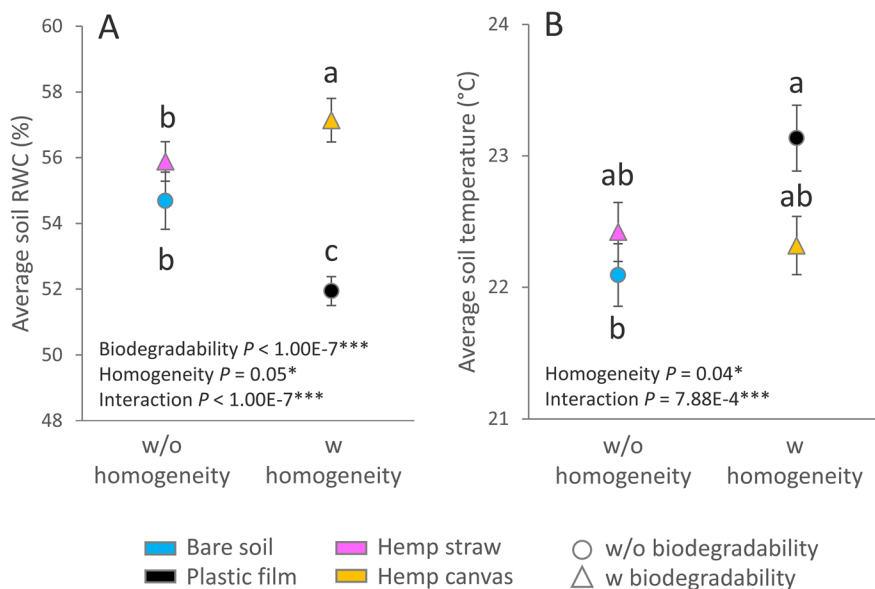 A
60
58
56
54
52
50
48
Average soil RWC (%)
b
b
a
c
Biodegradability P < 1.00E-7***
Homogeneity P = 0.05*
Interaction P < 1.00E-7***
w/o
homogeneity
w
homogeneity
B
24
23
22
21
Average soil temperature (°C)
ab
b
a
ab
Homogeneity P = 0.04*
Interaction P = 7.88E-4***
w/o
homogeneity
w
homogeneity
Bare soil
Plastic film
Hemp straw
Hemp canvas
w/o biodegradability
w biodegradability